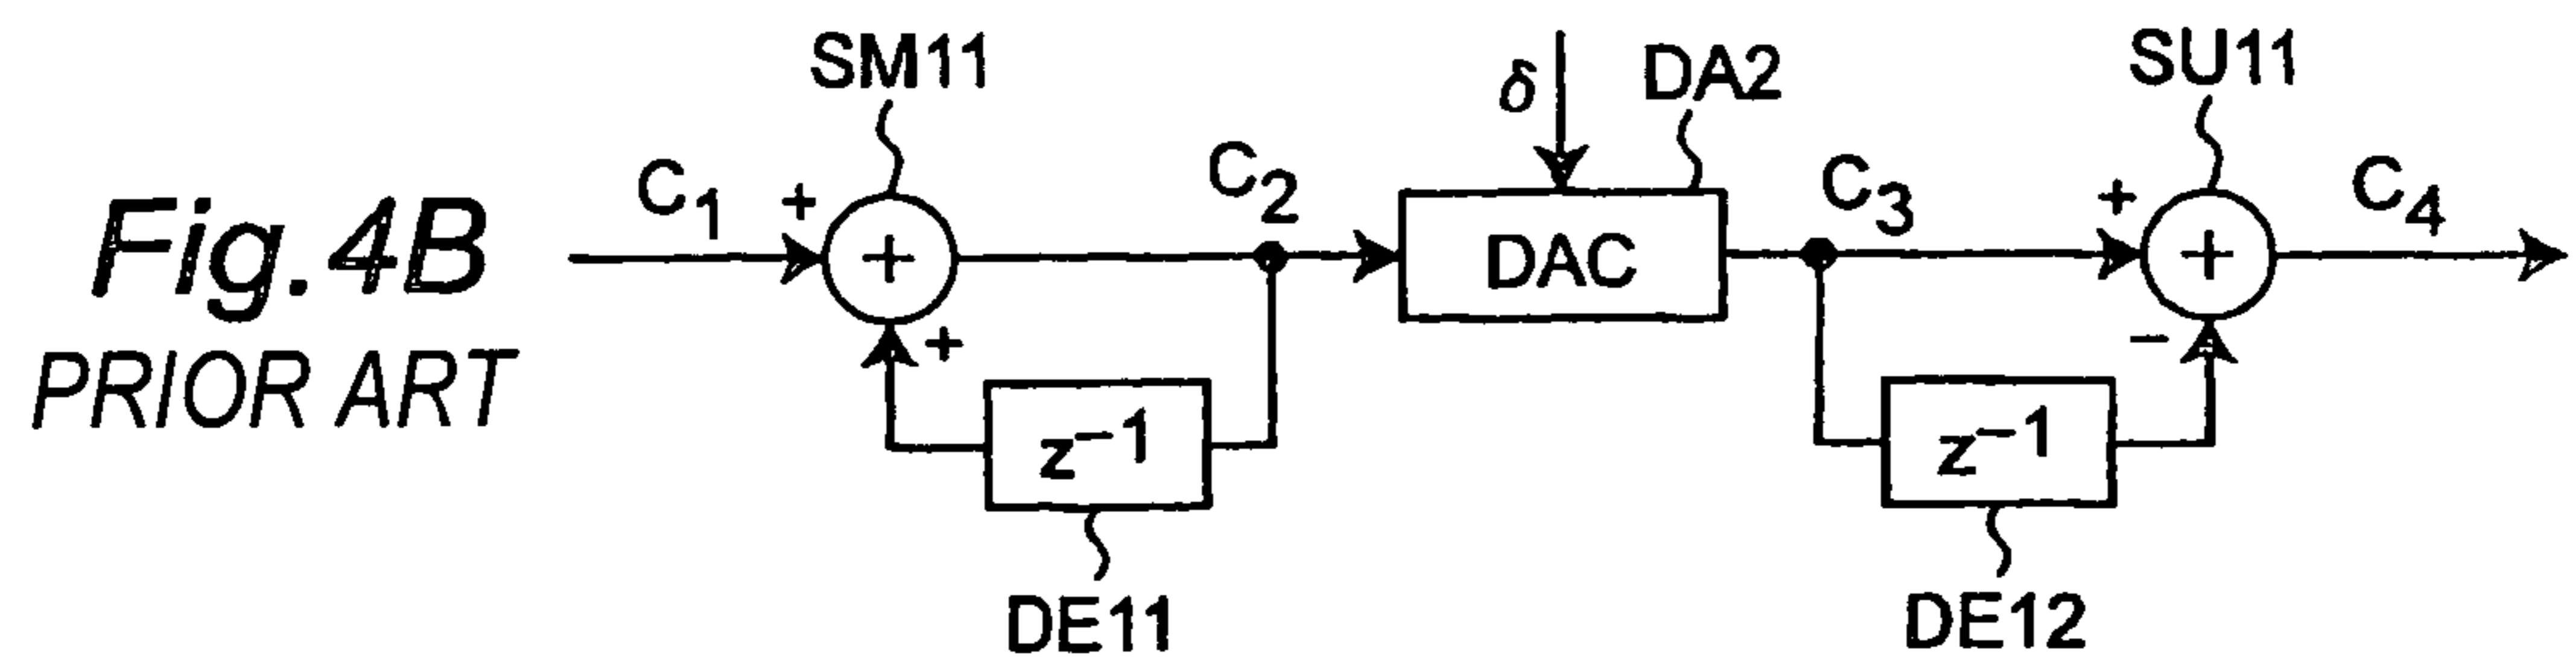 Fig.4B
PRIOR ART
SM11
δ
DA2
SU11
C1
+
+
+
C2
DAC
C3
+
+
−
C4
z−1
z−1
DE11
DE12